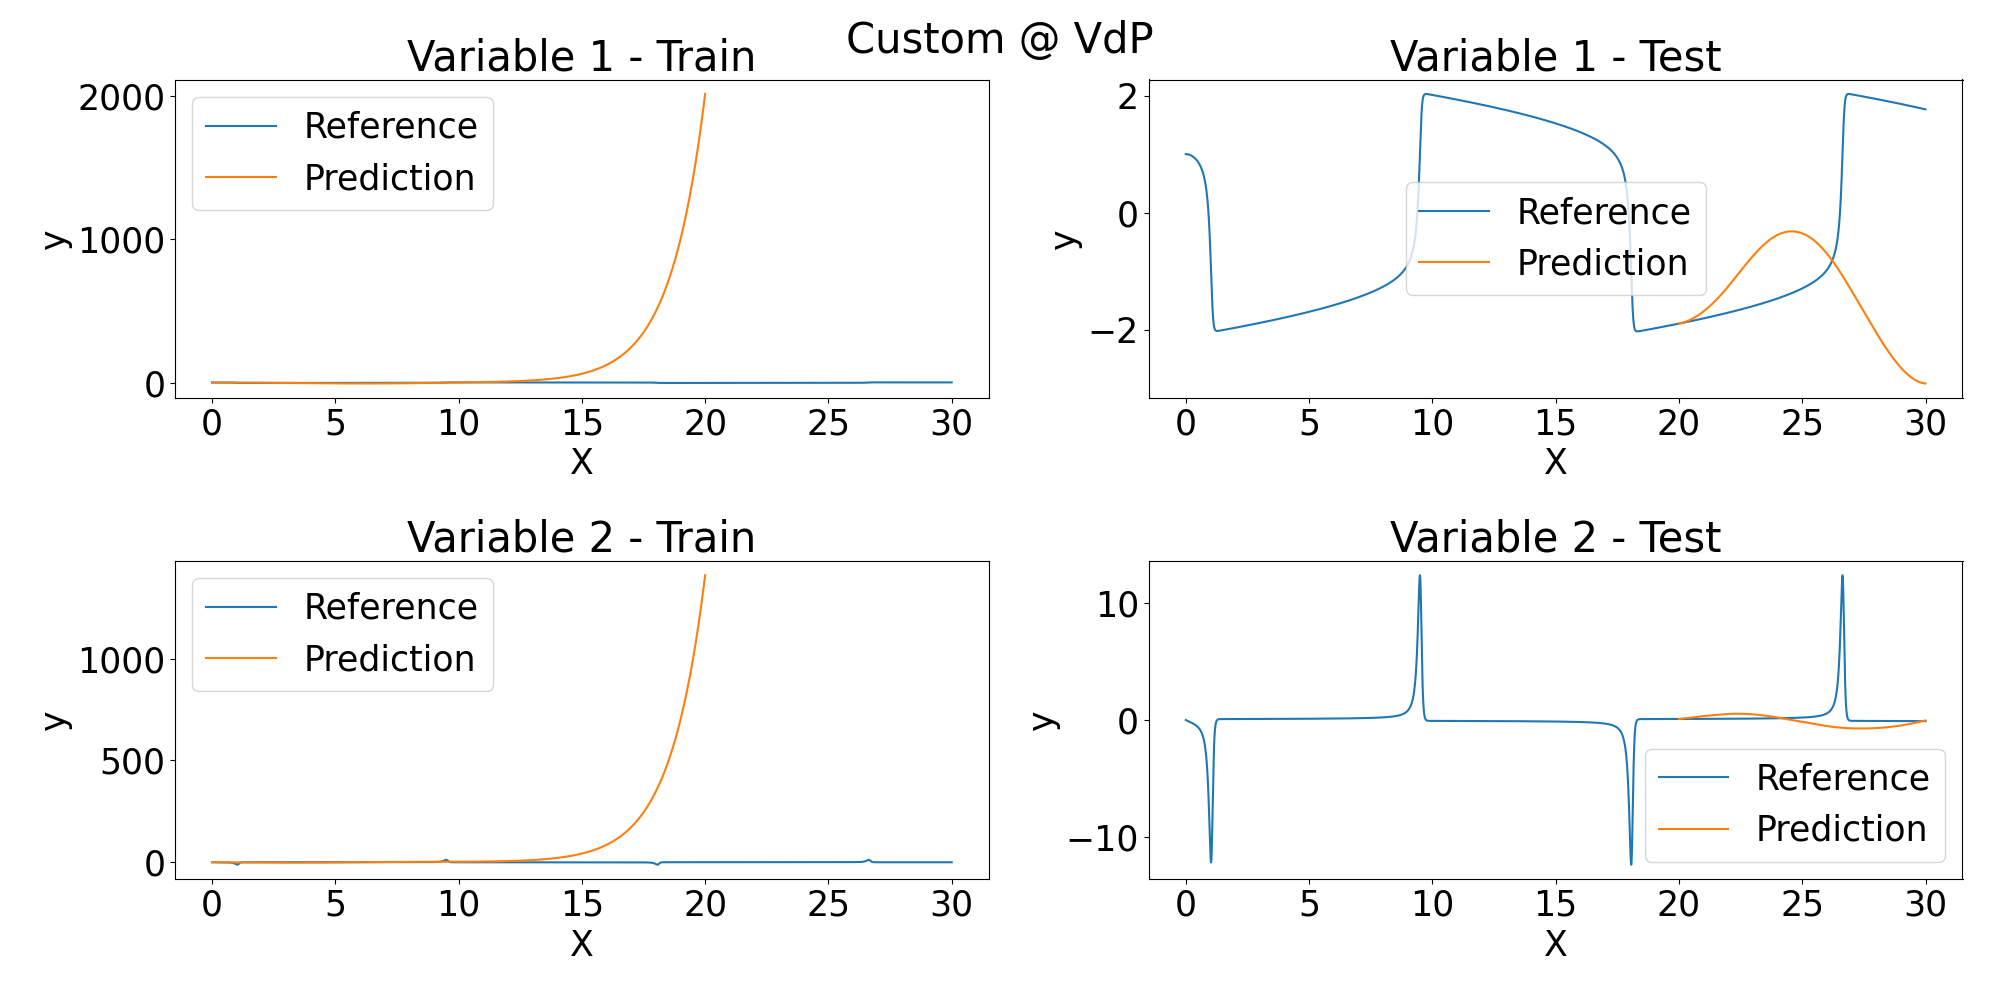 Custom @ VdP
Variable 1 - Train
2000
1000
0
y
Reference
Prediction
0 5 10 15 20 25 30
X
Variable 1 - Test
2
0
−2
y
Reference
Prediction
0 5 10 15 20 25 30
X
Variable 2 - Train
1000
500
0
y
Reference
Prediction
0 5 10 15 20 25 30
X
Variable 2 - Test
10
0
−10
y
Reference
Prediction
0 5 10 15 20 25 30
X